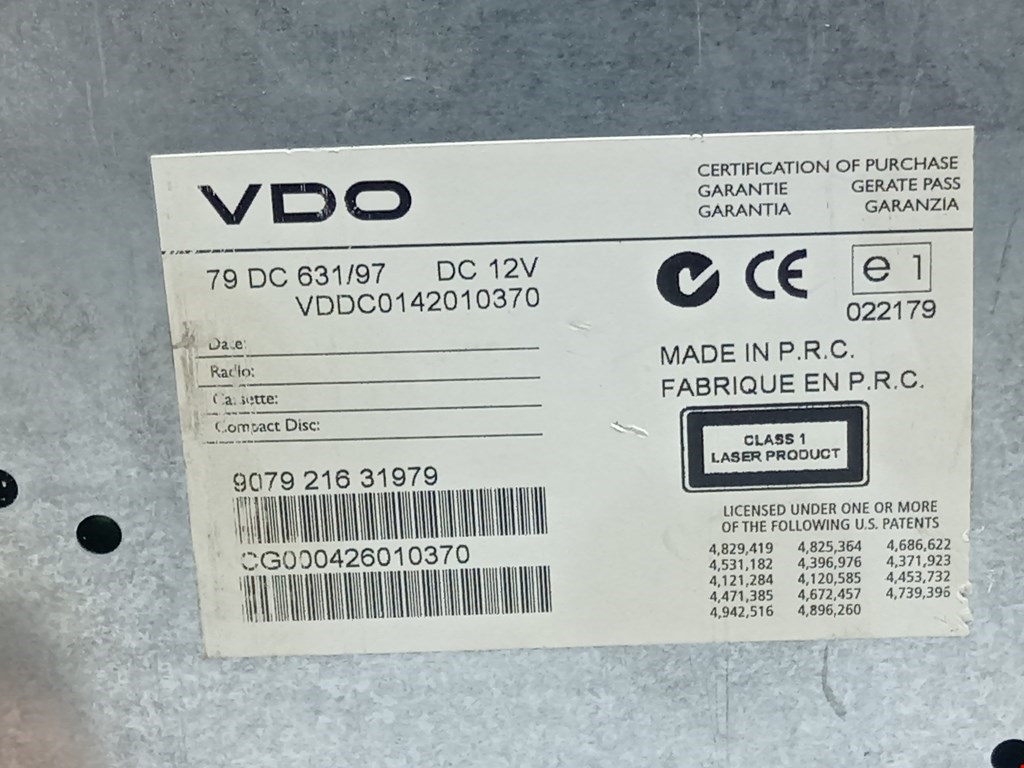 VDO
CERTIFICATION OF PURCHASE
GARANTIE GERATE PASS
GARANTIA GARANZIA
79 DC 631/97 DC 12V
VDDC0142010370
Date:
Radio:
Cassette:
Compact Disc:
9079 216 31979
CG000426010370
CE
e 1
022179
MADE IN P.R.C.
FABRIQUE EN P.R.C.
CLASS 1
LASER PRODUCT
LICENSED UNDER ONE OR MORE
OF THE FOLLOWING U.S. PATENTS
4,829,419 4,825,364 4,686,622
4,531,182 4,396,976 4,371,923
4,121,284 4,120,585 4,453,732
4,471,385 4,672,457 4,739,396
4,942,516 4,896,260